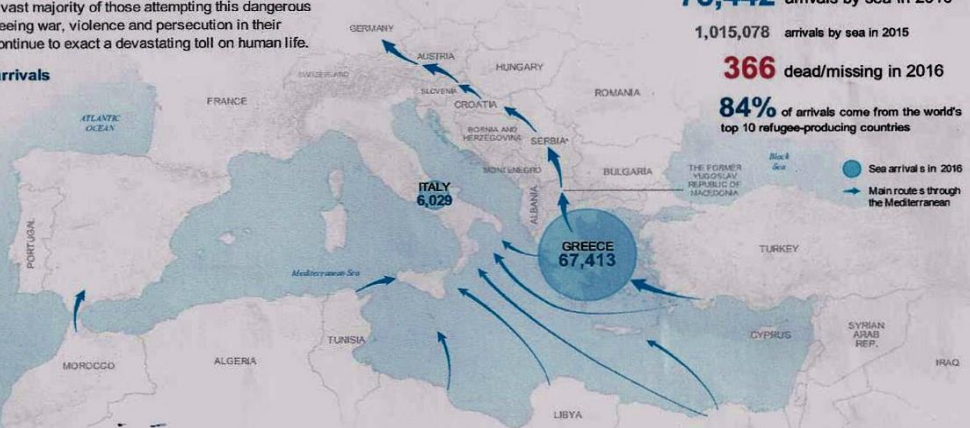 vast majority of those attempting this dangerous
eeing war, violence and persecution in their
ontinue to exact a devastating toll on human life.
rrivals
arrivals by sea in 2016
1,015,078 arrivals by sea in 2015
366 dead/missing in 2016
84% of arrivals come from the world's
top 10 refugee-producing countries
Sea arrivals in 2016
Main routes through
the Mediterranean
GERMANY
AUSTRIA
SWITZERLAND
HUNGARY
SLOVENIA
FRANCE
CROATIA
ROMANIA
ATLANTIC
OCEAN
BOSNIA AND
HERZEGOVINA
SERBIA
Black
Sea
MONTENEGRO
BULGARIA
THE FORMER
YUGOSLAV
REPUBLIC OF
MACEDONIA
ITALY
6,029
ALBANIA
PORTUGAL
GREECE
67,413
TURKEY
Mediterranean Sea
CYPRUS
SYRIAN
ARAB
REP.
TUNISIA
MOROCCO
ALGERIA
IRAQ
LIBYA